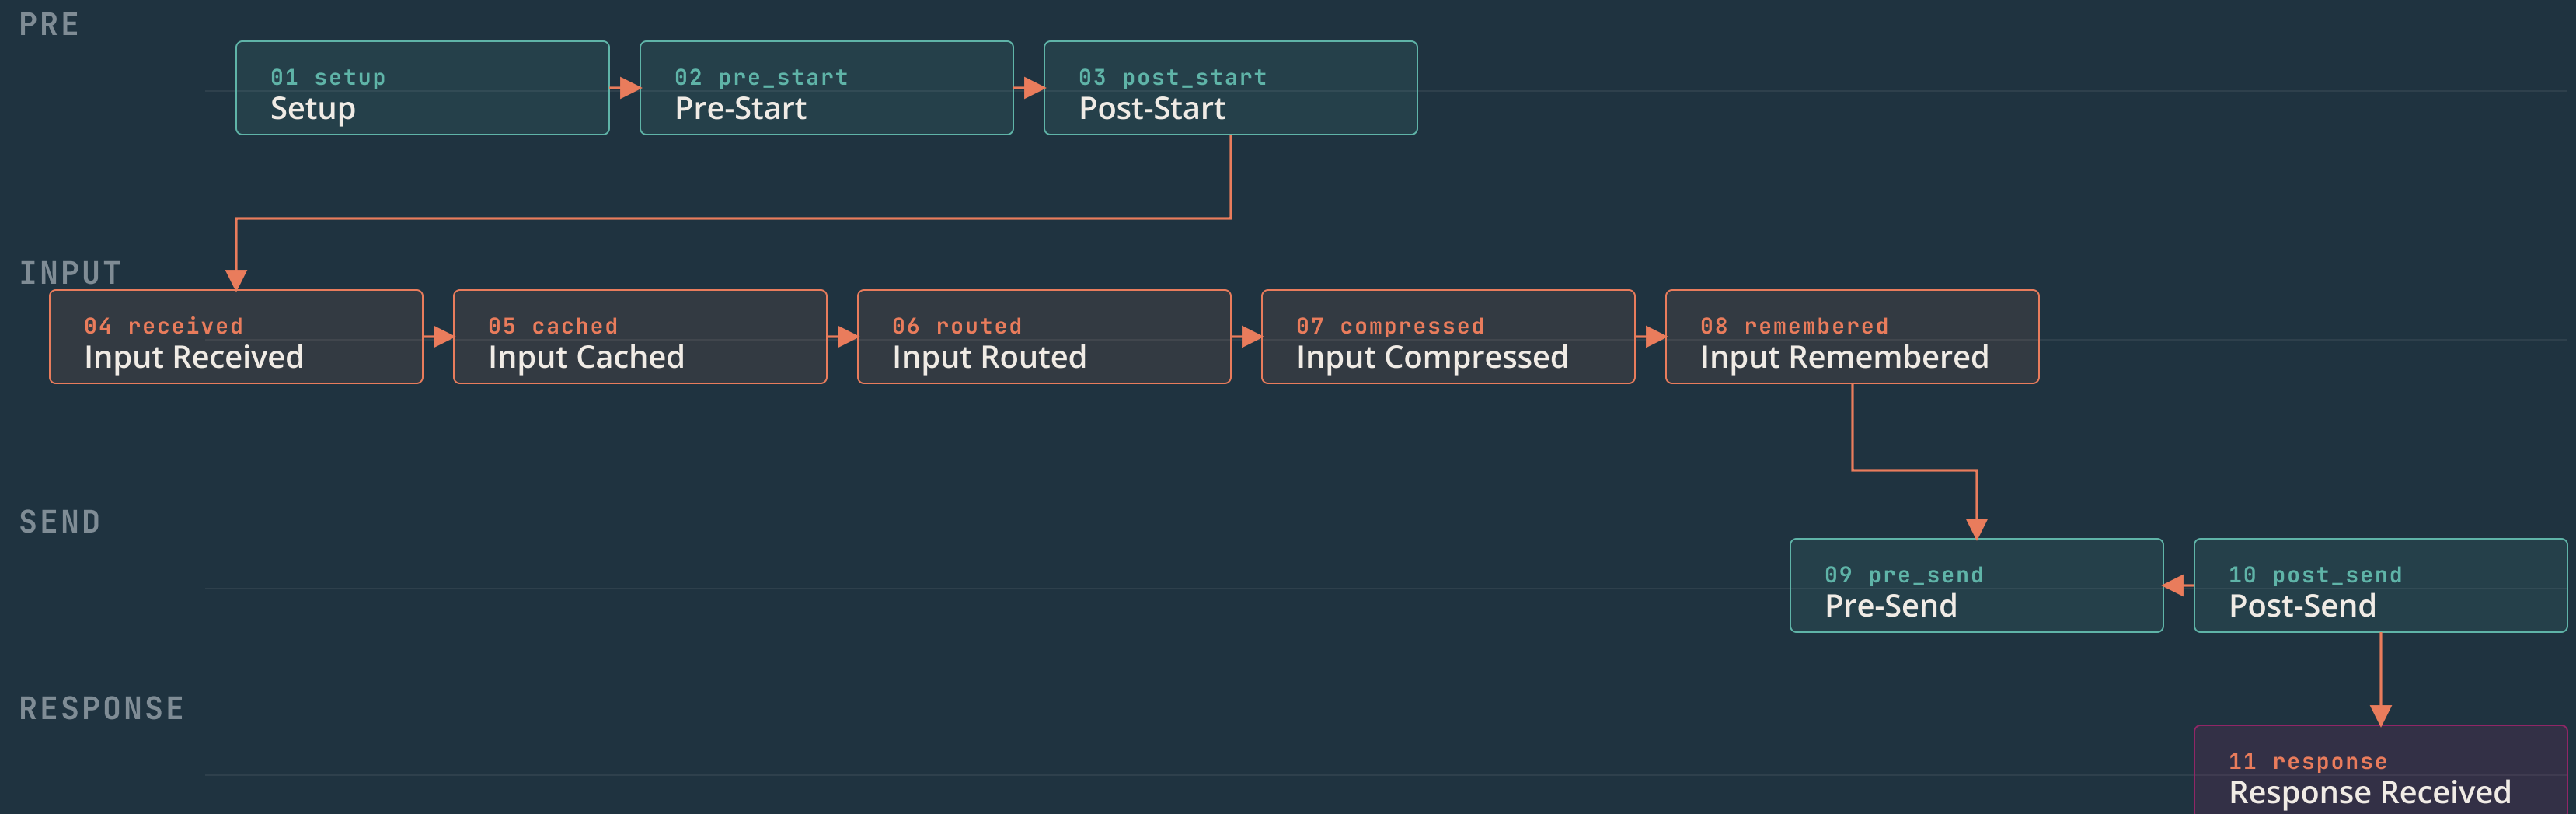 PRE
01 setup
Setup
02 pre_start
Pre-Start
03 post_start
Post-Start
INPUT
04 received
Input Received
05 cached
Input Cached
06 routed
Input Routed
07 compressed
Input Compressed
08 remembered
Input Remembered
SEND
09 pre_send
Pre-Send
10 post_send
Post-Send
RESPONSE
11 response
Response Received